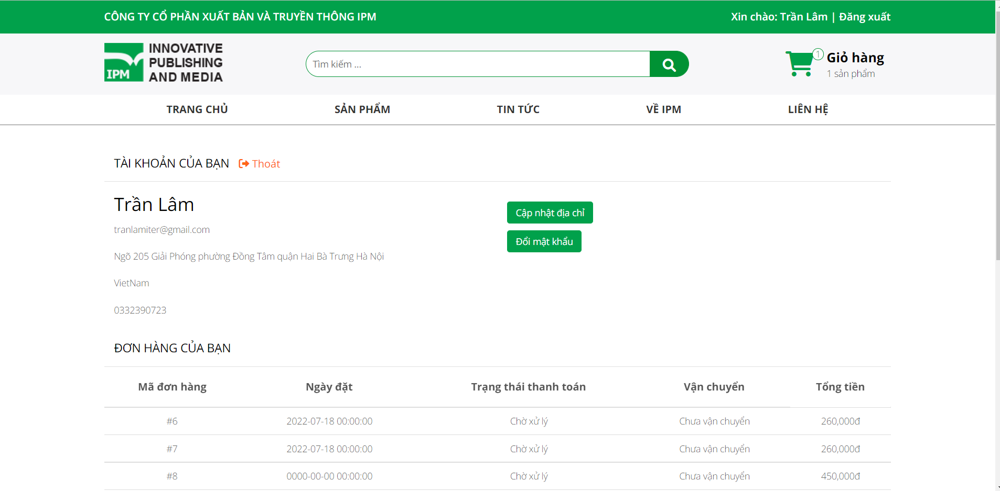 CÔNG TY CỔ PHẦN XUẤT BẢN VÀ TRUYỀN THÔNG IPM
Xin chào: Trần Lâm | Đăng xuất
IPM
INNOVATIVE
PUBLISHING
AND MEDIA
Tìm kiếm ...
1
Giỏ hàng
1 sản phẩm
TRANG CHỦ SẢN PHẨM TIN TỨC VỀ IPM LIÊN HỆ
TÀI KHOẢN CỦA BẠN Thoát
Trần Lâm
tranlamiter@gmail.com
Ngõ 205 Giải Phóng phường Đồng Tâm quận Hai Bà Trưng Hà Nội
VietNam
0332390723
Cập nhật địa chỉ
Đổi mật khẩu
ĐƠN HÀNG CỦA BẠN
Mã đơn hàng Ngày đặt Trạng thái thanh toán Vận chuyển Tổng tiền
#6 2022-07-18 00:00:00 Chờ xử lý Chưa vận chuyển 260,000đ
#7 2022-07-18 00:00:00 Chờ xử lý Chưa vận chuyển 260,000đ
#8 0000-00-00 00:00:00 Chờ xử lý Chưa vận chuyển 450,000đ